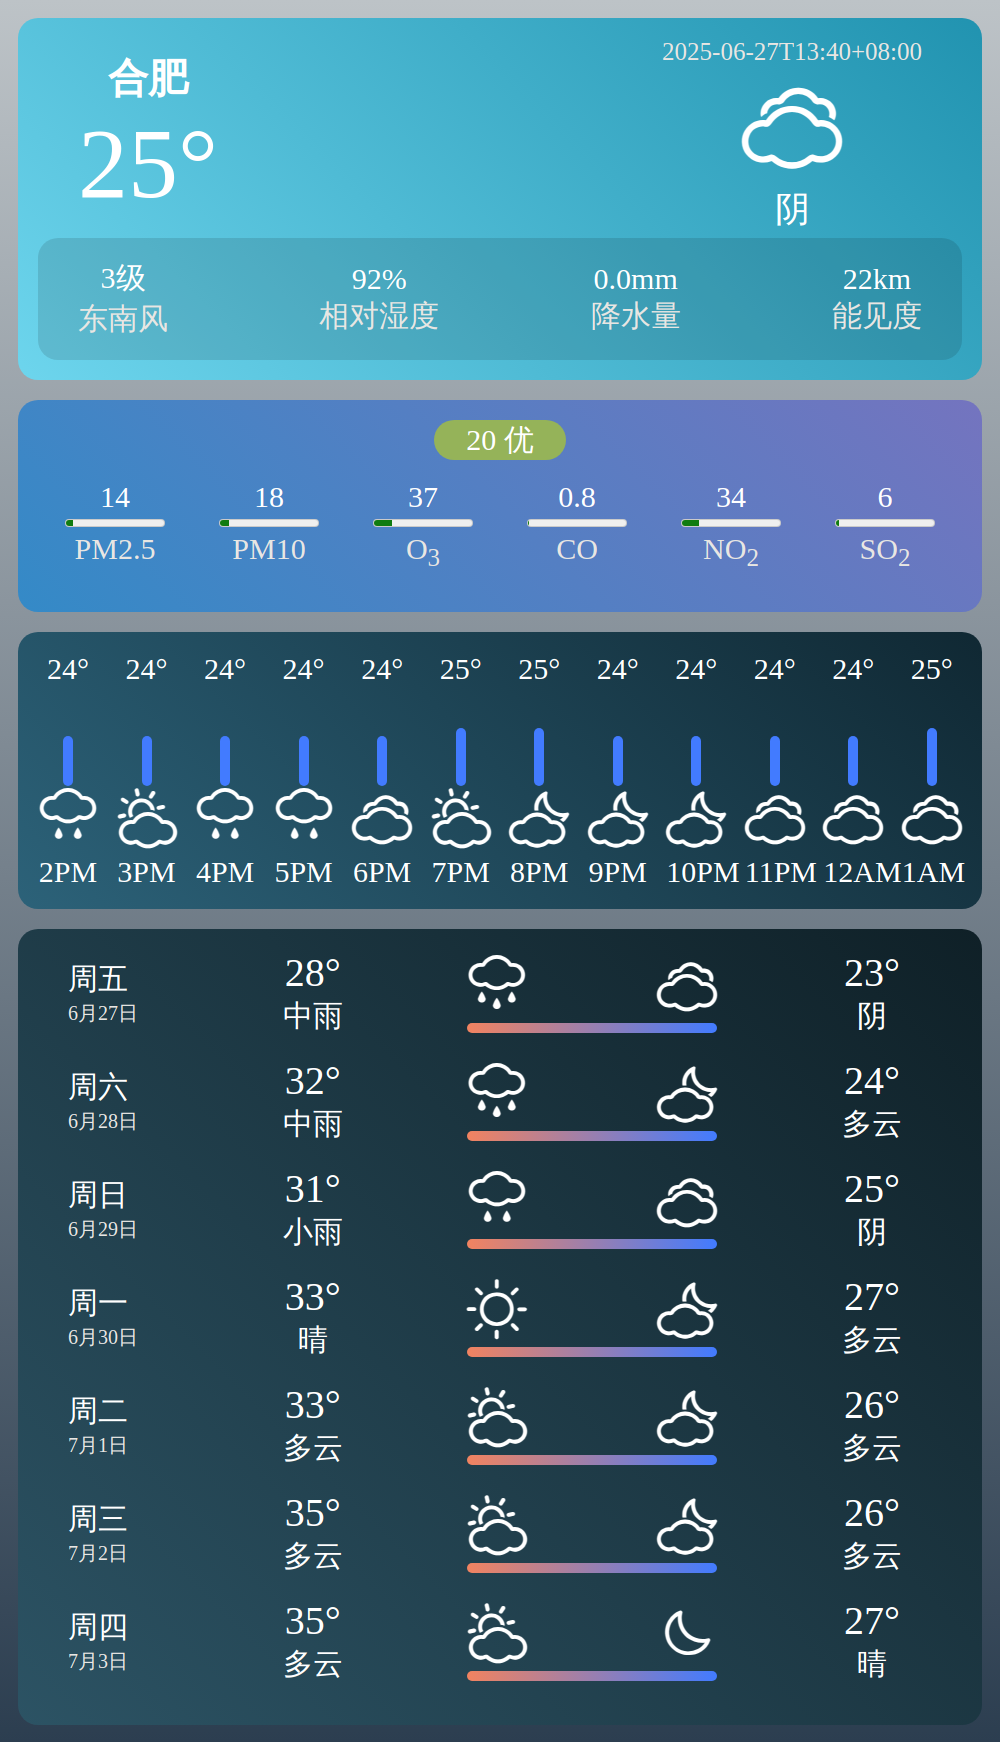 合肥
25°
2025-06-27T13:40+08:00
阴
3级 92% 0.0mm 22km
东南风 相对湿度 降水量 能见度
20 优
14 18 37 0.8 34 6
PM2.5 PM10 O3 CO NO2 SO2
24° 24° 24° 24° 24° 25° 25° 24° 24° 24° 24° 25°
2PM 3PM 4PM 5PM 6PM 7PM 8PM 9PM 10PM 11PM 12AM 1AM
周五 28° 23°
6月27日 中雨 阴
周六 32° 24°
6月28日 中雨 多云
周日 31° 25°
6月29日 小雨 阴
周一 33° 27°
6月30日 晴 多云
周二 33° 26°
7月1日 多云 多云
周三 35° 26°
7月2日 多云 多云
周四 35° 27°
7月3日 多云 晴